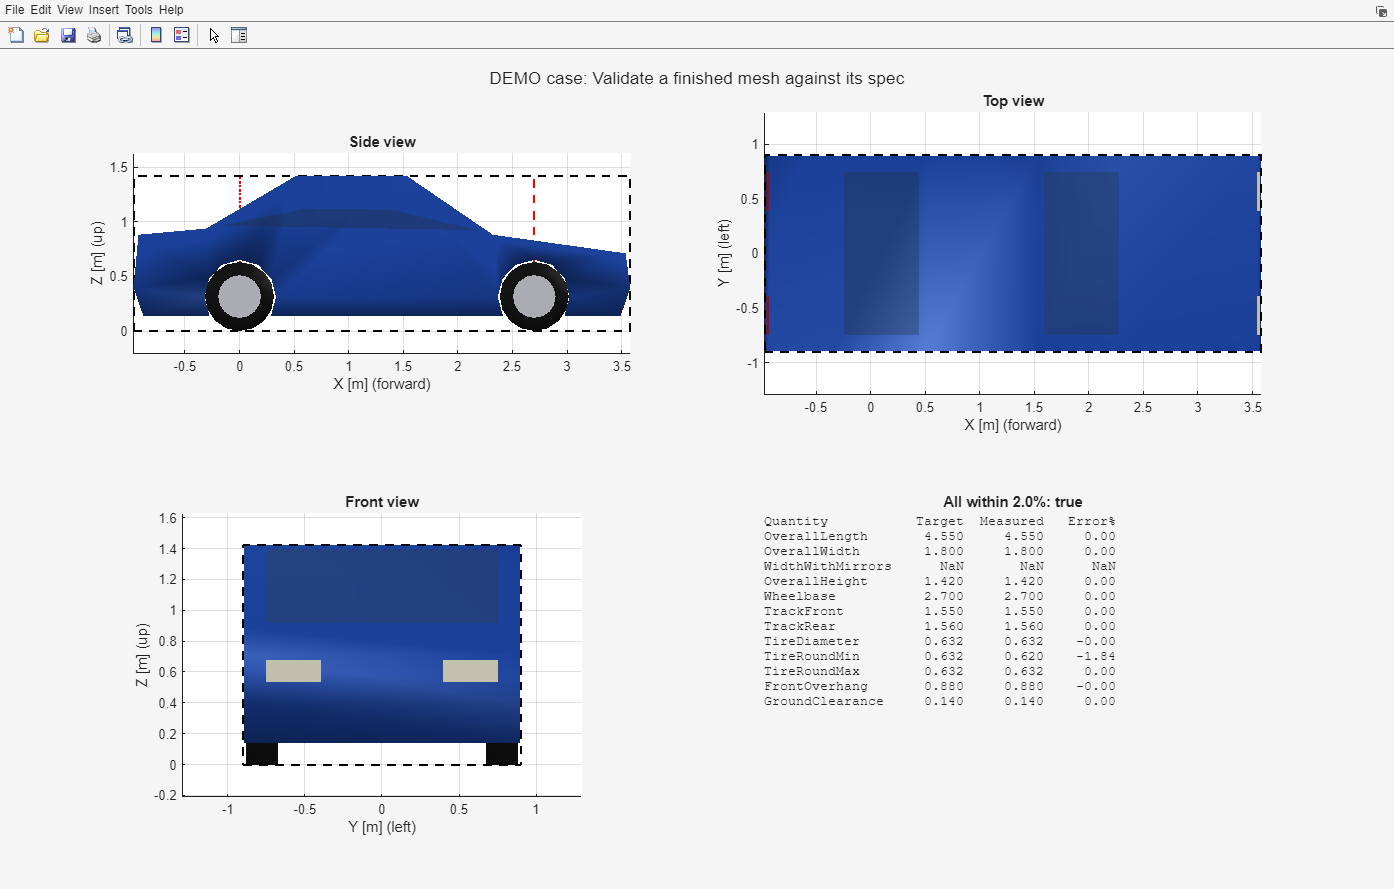 File Edit View Insert Tools Help
DEMO case: Validate a finished mesh against its spec
Side view
1.5
1
0.5
0
Z [m] (up)
-0.5 0 0.5 1 1.5 2 2.5 3 3.5
X [m] (forward)
Top view
1
0.5
0
-0.5
-1
Y [m] (left)
-0.5 0 0.5 1 1.5 2 2.5 3 3.5
X [m] (forward)
Front view
1.6
1.4
1.2
1
0.8
0.6
0.4
0.2
0
-0.2
Z [m] (up)
-1 -0.5 0 0.5 1
Y [m] (left)
All within 2.0%: true
Quantity Target Measured Error%
OverallLength 4.550 4.550 0.00
OverallWidth 1.800 1.800 0.00
WidthWithMirrors NaN NaN NaN
OverallHeight 1.420 1.420 0.00
Wheelbase 2.700 2.700 0.00
TrackFront 1.550 1.550 0.00
TrackRear 1.560 1.560 0.00
TireDiameter 0.632 0.632 -0.00
TireRoundMin 0.632 0.620 -1.84
TireRoundMax 0.632 0.632 0.00
FrontOverhang 0.880 0.880 -0.00
GroundClearance 0.140 0.140 0.00